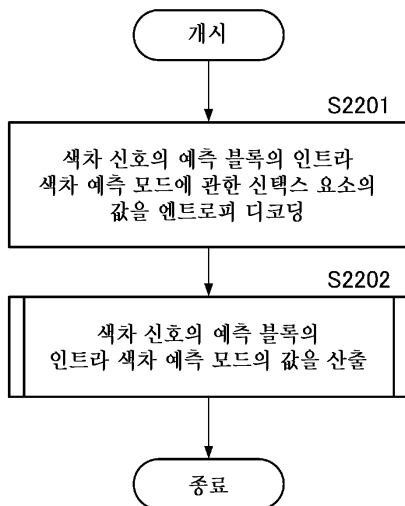 개시
S2201
색차 신호의 예측 블록의 인트라
색차 예측 모드에 관한 신택스 요소의
값을 엔트로피 디코딩
S2202
색차 신호의 예측 블록의
인트라 색차 예측 모드의 값을 산출
종료